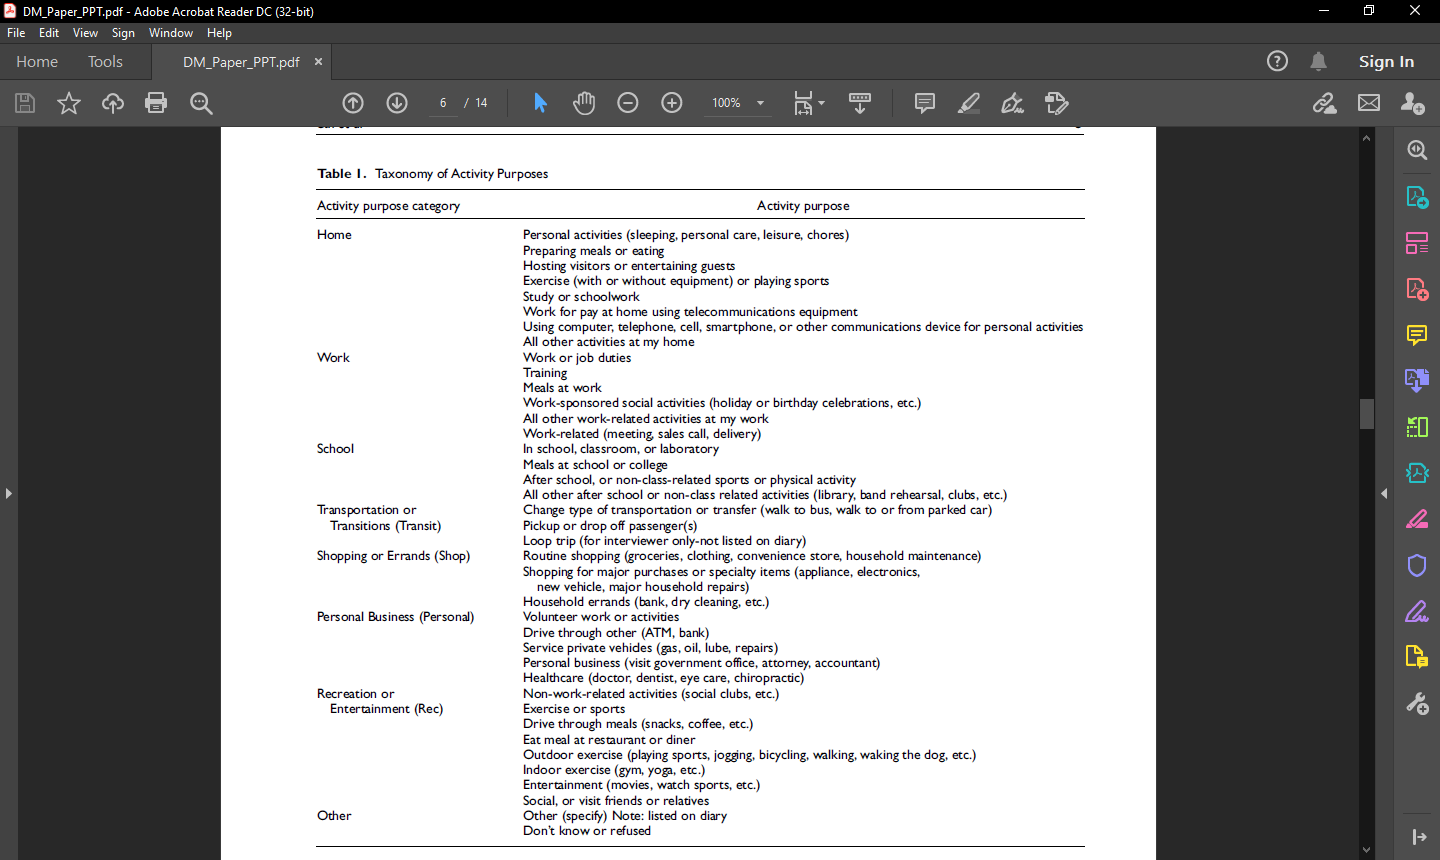 DM_Paper_PPT.pdf - Adobe Acrobat Reader DC (32-bit)
File Edit View Sign Window Help
Home Tools DM_Paper_PPT.pdf × Sign In
6 / 14 100%
Table 1. Taxonomy of Activity Purposes
Activity purpose category Activity purpose
Home Personal activities (sleeping, personal care, leisure, chores)
Preparing meals or eating
Hosting visitors or entertaining guests
Exercise (with or without equipment) or playing sports
Study or schoolwork
Work for pay at home using telecommunications equipment
Using computer, telephone, cell, smartphone, or other communications device for personal activities
All other activities at my home
Work Work or job duties
Training
Meals at work
Work-sponsored social activities (holiday or birthday celebrations, etc.)
All other work-related activities at my work
Work-related (meeting, sales call, delivery)
School In school, classroom, or laboratory
Meals at school or college
After school, or non-class-related sports or physical activity
All other after school or non-class related activities (library, band rehearsal, clubs, etc.)
Transportation or Change type of transportation or transfer (walk to bus, walk to or from parked car)
Transitions (Transit) Pickup or drop off passenger(s)
Loop trip (for interviewer only-not listed on diary)
Shopping or Errands (Shop) Routine shopping (groceries, clothing, convenience store, household maintenance)
Shopping for major purchases or specialty items (appliance, electronics,
new vehicle, major household repairs)
Household errands (bank, dry cleaning, etc.)
Personal Business (Personal) Volunteer work or activities
Drive through other (ATM, bank)
Service private vehicles (gas, oil, lube, repairs)
Personal business (visit government office, attorney, accountant)
Healthcare (doctor, dentist, eye care, chiropractic)
Recreation or Non-work-related activities (social clubs, etc.)
Entertainment (Rec) Exercise or sports
Drive through meals (snacks, coffee, etc.)
Eat meal at restaurant or diner
Outdoor exercise (playing sports, jogging, bicycling, walking, waking the dog, etc.)
Indoor exercise (gym, yoga, etc.)
Entertainment (movies, watch sports, etc.)
Social, or visit friends or relatives
Other Other (specify) Note: listed on diary
Don't know or refused